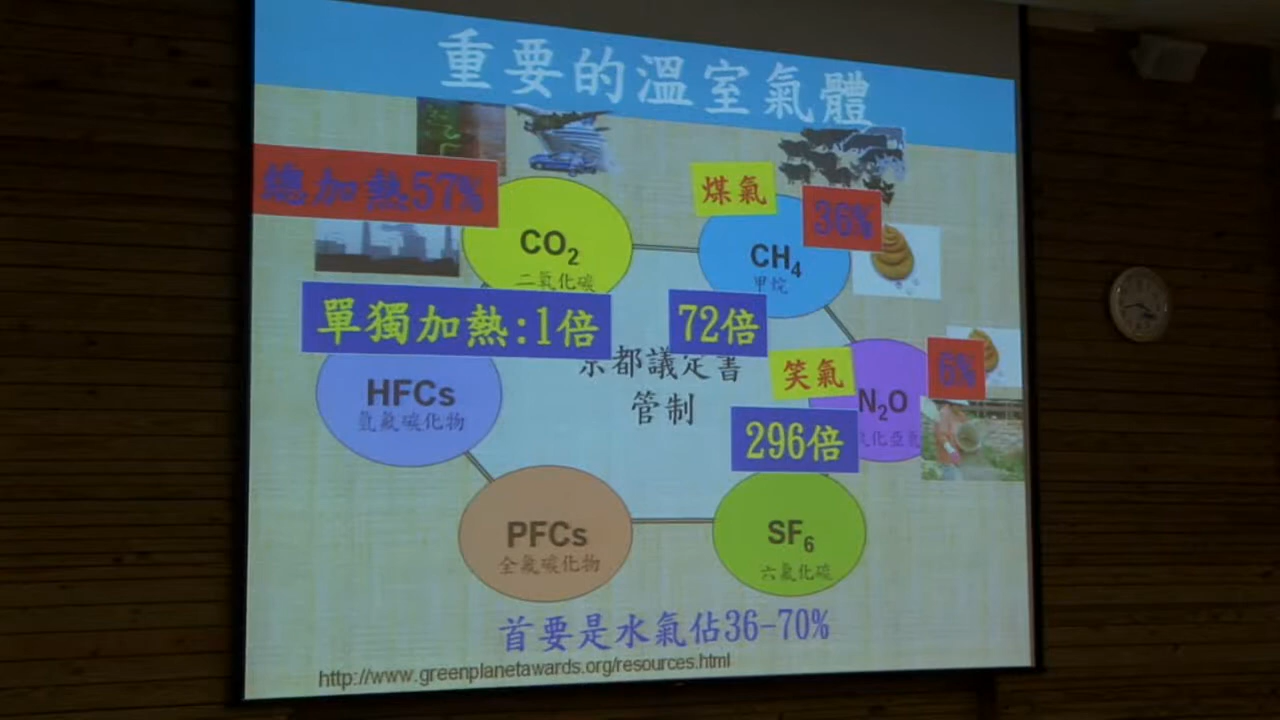 重要的溫室氣體
總加熱57%
CO2
二氧化碳
單獨加熱:1倍
煤氣
36%
CH4
甲烷
72倍
京都議定書
管制
笑氣
6%
N2O
化亞氮
296倍
HFCs
氫氟碳化物
PFCs
全氟碳化物
SF6
六氟化硫
首要是水氣佔36-70%
http://www.greenplanetawards.org/resources.html